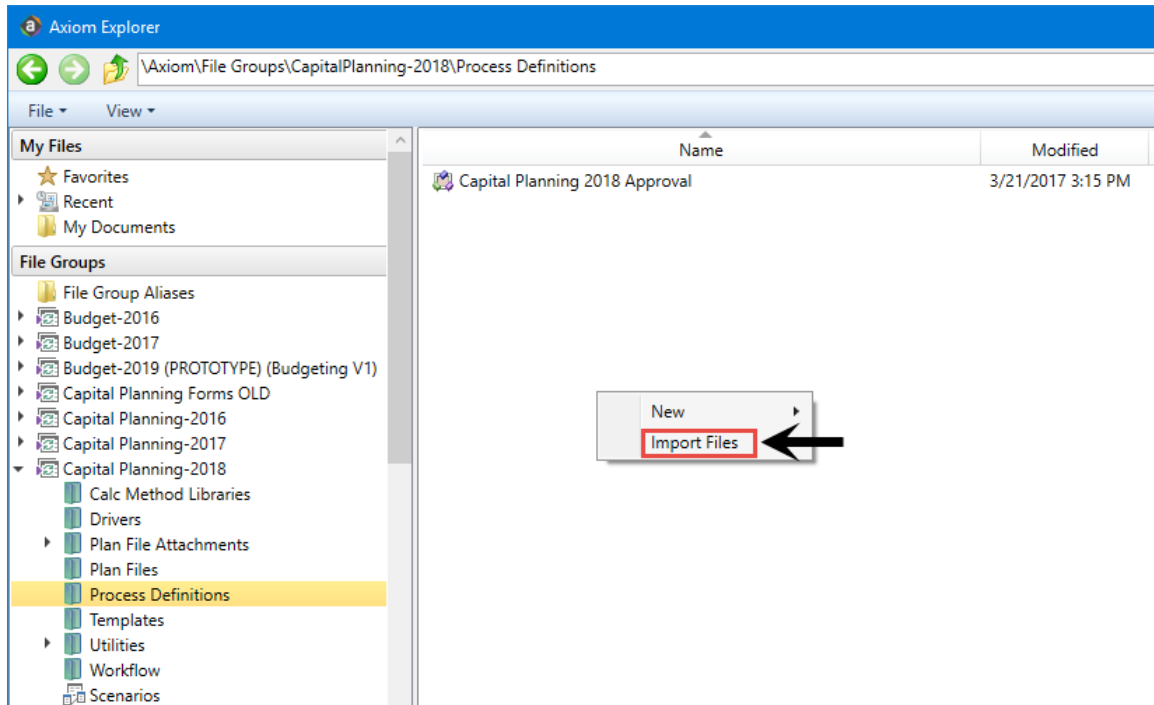 Axiom Explorer
\Axiom\File Groups\CapitalPlanning-2018\Process Definitions
File View
My Files
Favorites
Recent
My Documents
File Groups
File Group Aliases
Budget-2016
Budget-2017
Budget-2019 (PROTOTYPE) (Budgeting V1)
Capital Planning Forms OLD
Capital Planning-2016
Capital Planning-2017
Capital Planning-2018
Calc Method Libraries
Drivers
Plan File Attachments
Plan Files
Process Definitions
Templates
Utilities
Workflow
Scenarios
Name Modified
Capital Planning 2018 Approval 3/21/2017 3:15 PM
New
Import Files